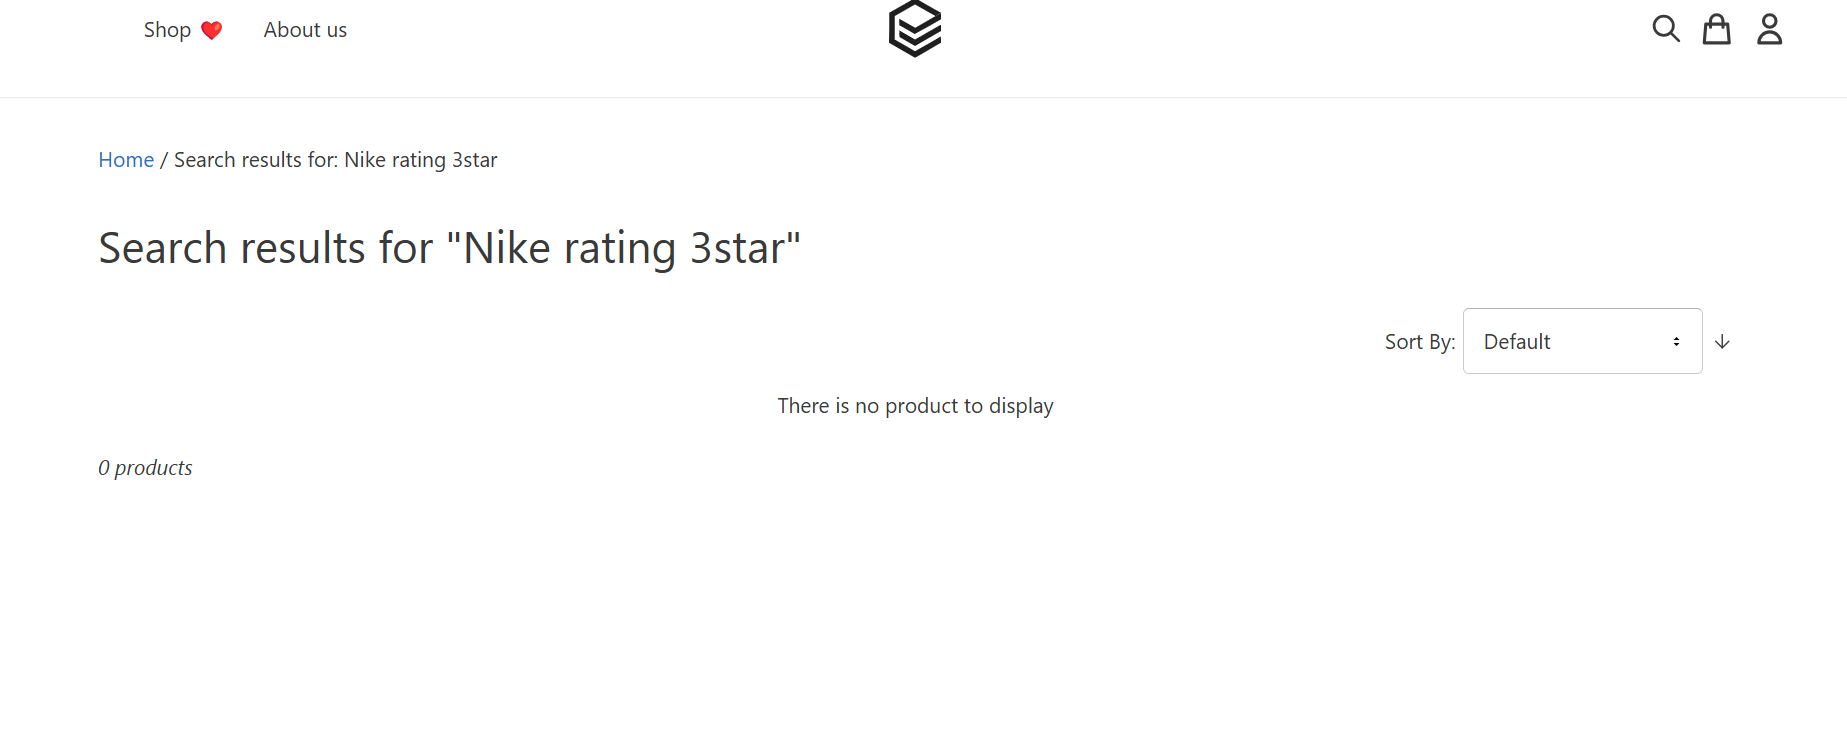 Shop ❤️ About us
Home / Search results for: Nike rating 3star
Search results for "Nike rating 3star"
Sort By: Default
There is no product to display
0 products